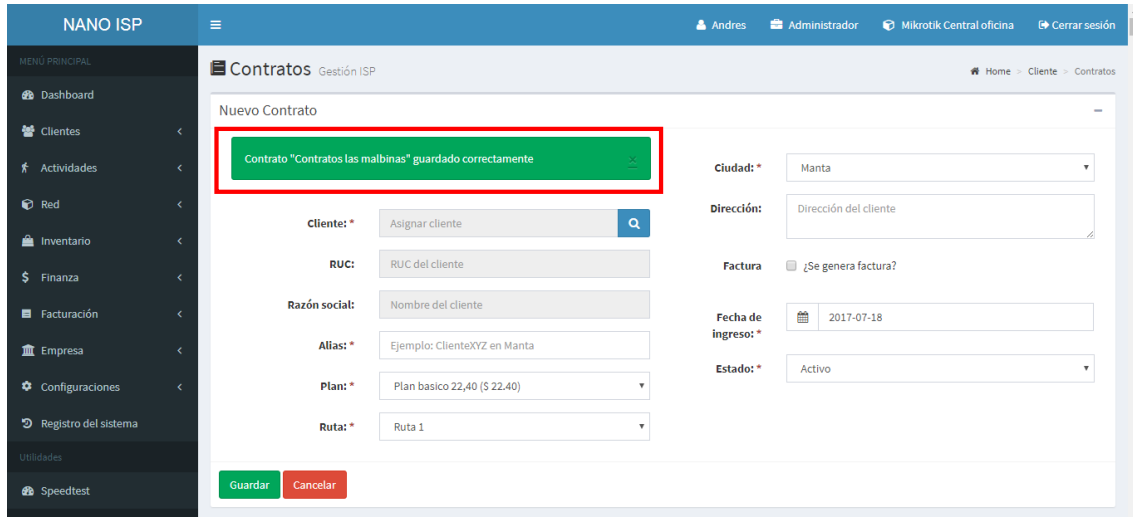 NANO ISP
Andres
Administrador
Mikrotik Central oficina
Cerrar sesión
MENÚ PRINCIPAL
Dashboard
Clientes
Actividades
Red
Inventario
Finanza
Facturación
Empresa
Configuraciones
Registro del sistema
Utilidades
Speedtest
Contratos Gestión ISP
Home > Cliente > Contratos
Nuevo Contrato
Contrato "Contratos las malbinas" guardado correctamente x
Cliente: * Asignar cliente
RUC: RUC del cliente
Razón social: Nombre del cliente
Alias: * Ejemplo: ClienteXYZ en Manta
Plan: * Plan basico 22,40 ($ 22.40)
Ruta: * Ruta 1
Ciudad: * Manta
Dirección: Dirección del cliente
Factura ¿Se genera factura?
Fecha de
ingreso: * 2017-07-18
Estado: * Activo
Guardar
Cancelar